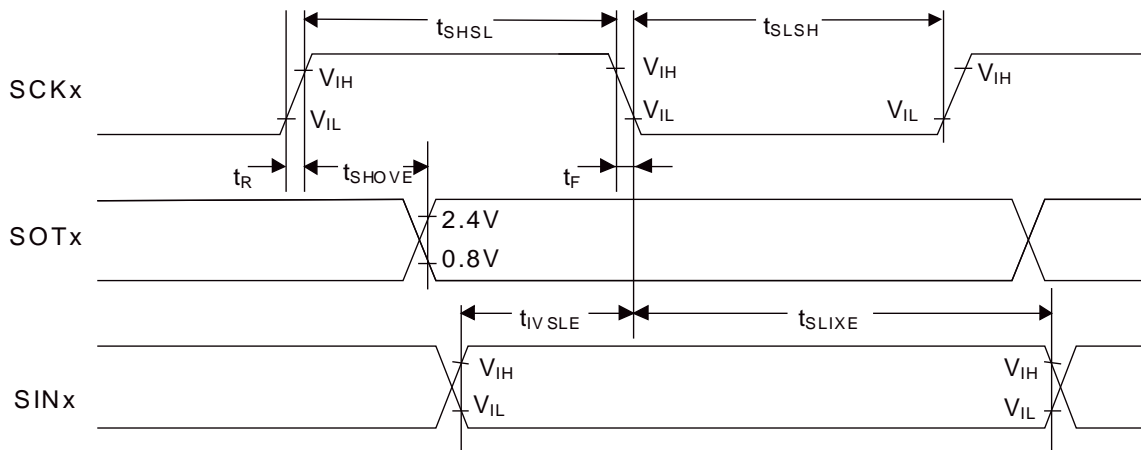 tSHSL
tSLSH
SCKx
VIH
VIH
VIH
VIL
VIL
VIL
tR
tSHOVE
tF
SOTx
2.4V
0.8V
tIVSLE
tSLIXE
SINx
VIH
VIH
VIL
VIL